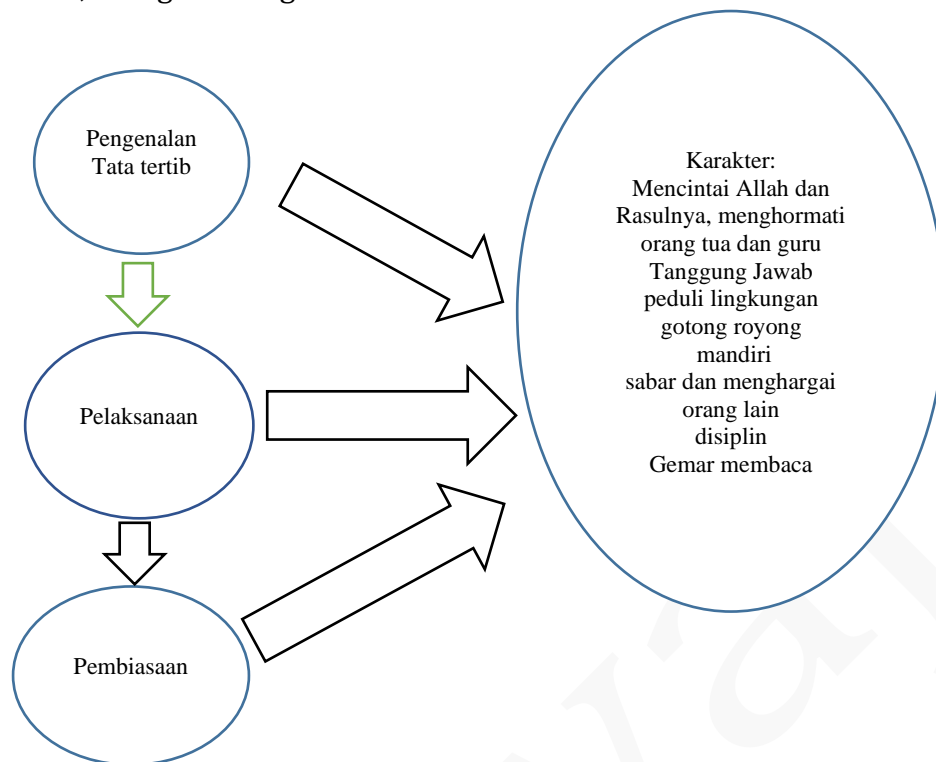 Pengenalan
Tata tertib
Pelaksanaan
Pembiasaan
Karakter:
Mencintai Allah dan
Rasulnya, menghormati
orang tua dan guru
Tanggung Jawab
peduli lingkungan
gotong royong
mandiri
sabar dan menghargai
orang lain
disiplin
Gemar membaca